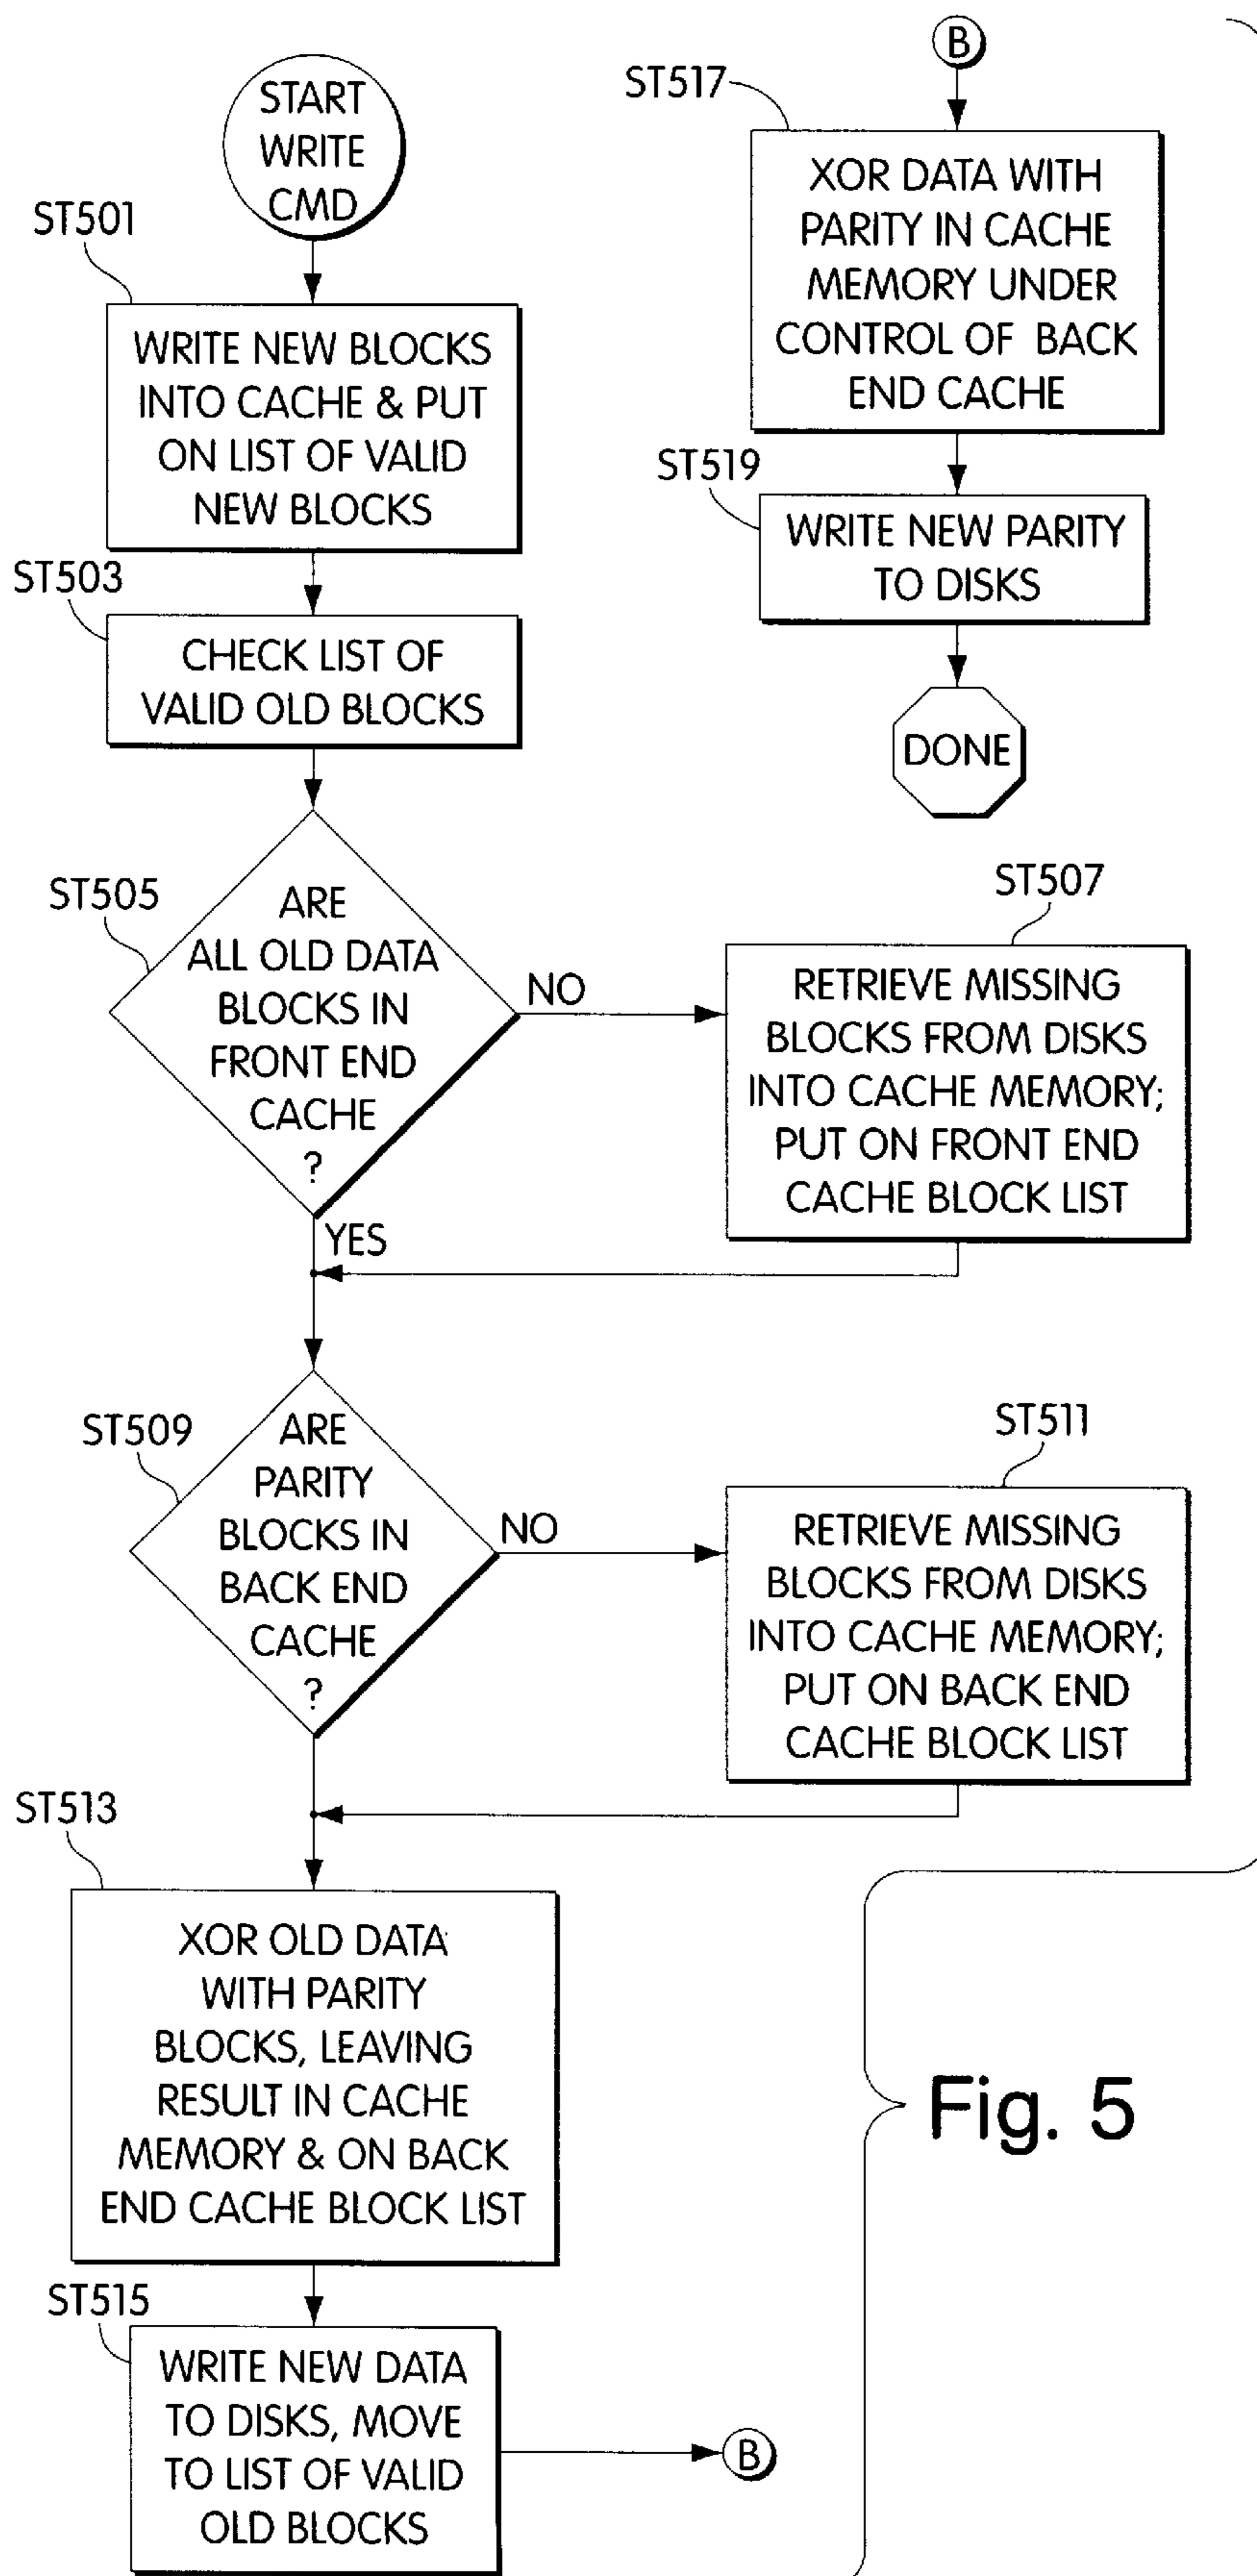 START
WRITE
CMD
ST501
WRITE NEW BLOCKS
INTO CACHE & PUT
ON LIST OF VALID
NEW BLOCKS
ST503
CHECK LIST OF
VALID OLD BLOCKS
ST505
ARE
ALL OLD DATA
BLOCKS IN
FRONT END
CACHE
?
NO
YES
ST507
RETRIEVE MISSING
BLOCKS FROM DISKS
INTO CACHE MEMORY;
PUT ON FRONT END
CACHE BLOCK LIST
ST509
ARE
PARITY
BLOCKS IN
BACK END
CACHE
?
NO
ST511
RETRIEVE MISSING
BLOCKS FROM DISKS
INTO CACHE MEMORY;
PUT ON BACK END
CACHE BLOCK LIST
ST513
XOR OLD DATA
WITH PARITY
BLOCKS, LEAVING
RESULT IN CACHE
MEMORY & ON BACK
END CACHE BLOCK LIST
ST515
WRITE NEW DATA
TO DISKS, MOVE
TO LIST OF VALID
OLD BLOCKS
B
B
ST517
XOR DATA WITH
PARITY IN CACHE
MEMORY UNDER
CONTROL OF BACK
END CACHE
ST519
WRITE NEW PARITY
TO DISKS
DONE
Fig. 5